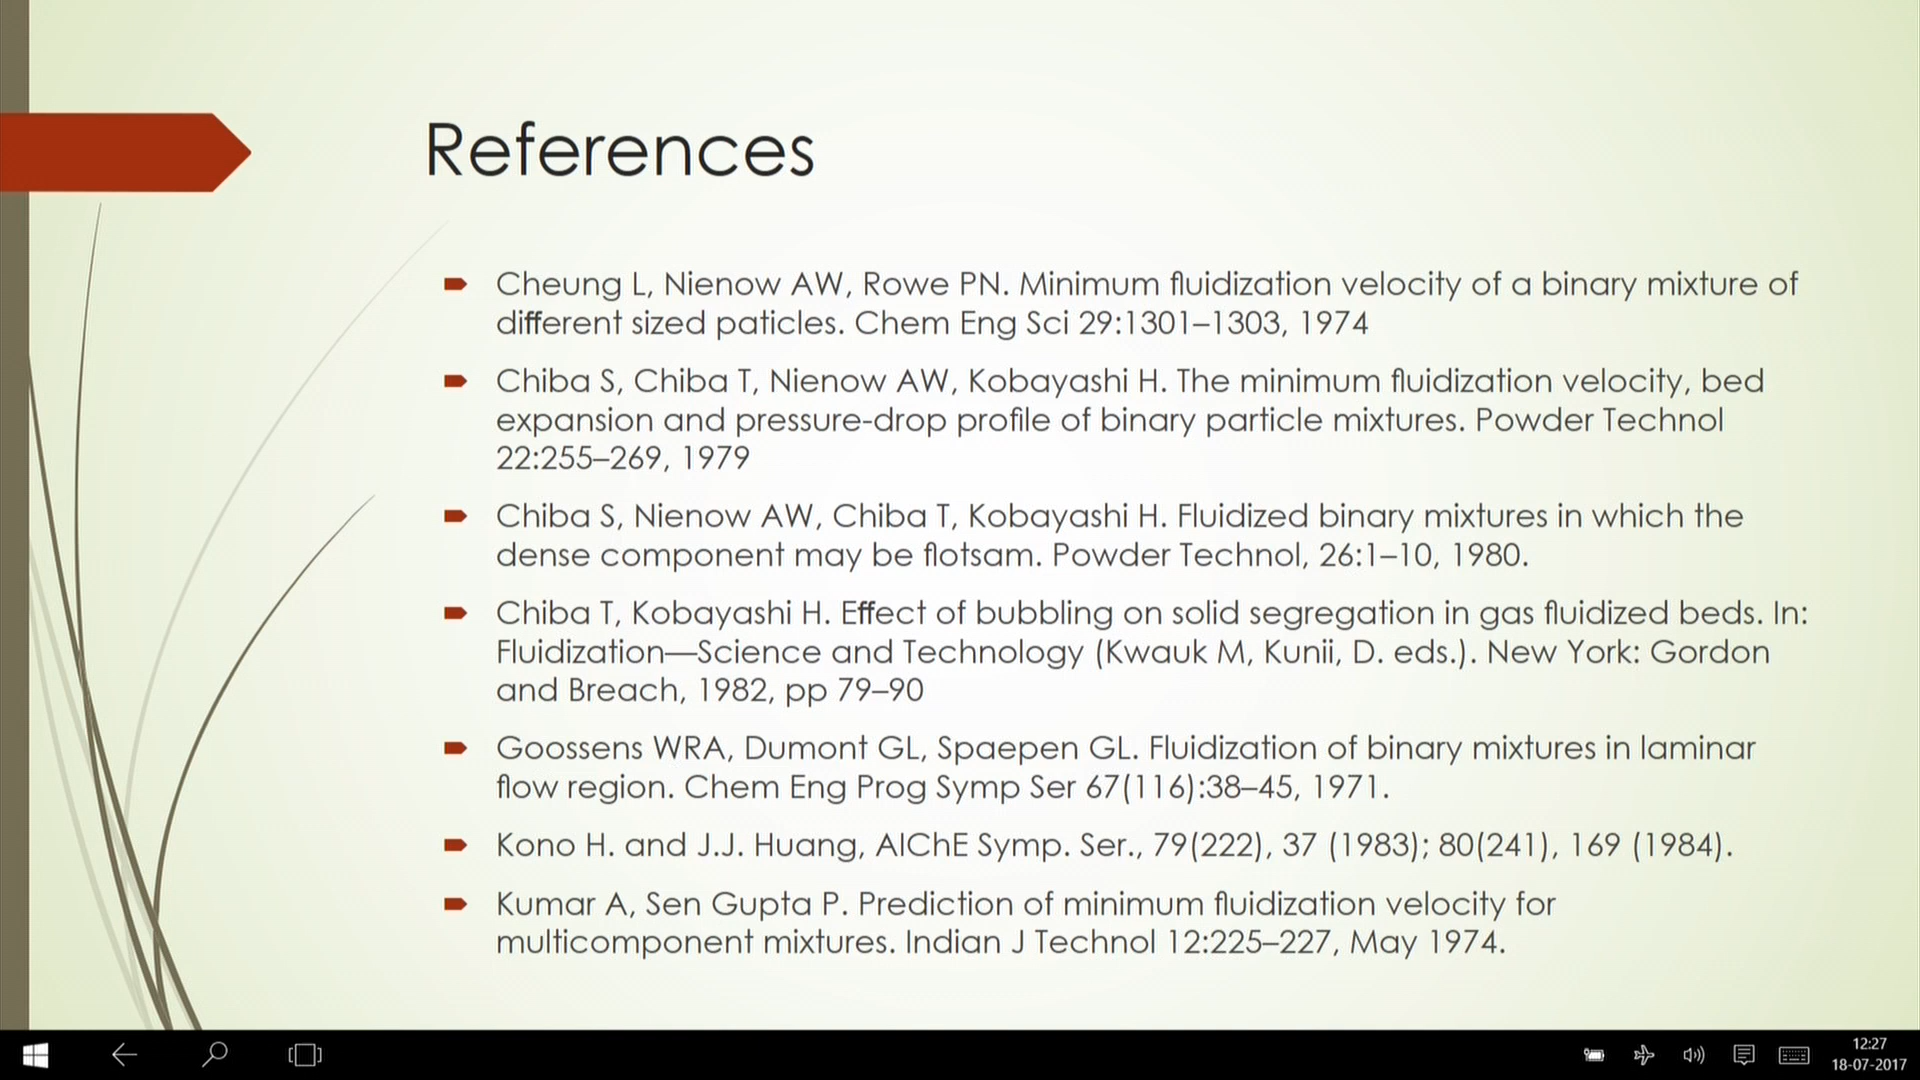 References
Cheung L, Nienow AW, Rowe PN. Minimum fluidization velocity of a binary mixture of
different sized paticles. Chem Eng Sci 29:1301–1303, 1974
Chiba S, Chiba T, Nienow AW, Kobayashi H. The minimum fluidization velocity, bed
expansion and pressure-drop profile of binary particle mixtures. Powder Technol
22:255–269, 1979
Chiba S, Nienow AW, Chiba T, Kobayashi H. Fluidized binary mixtures in which the
dense component may be flotsam. Powder Technol, 26:1–10, 1980.
Chiba T, Kobayashi H. Effect of bubbling on solid segregation in gas fluidized beds. In:
Fluidization—Science and Technology (Kwauk M, Kunii, D. eds.). New York: Gordon
and Breach, 1982, pp 79–90
Goossens WRA, Dumont GL, Spaepen GL. Fluidization of binary mixtures in laminar
flow region. Chem Eng Prog Symp Ser 67(116):38–45, 1971.
Kono H. and J.J. Huang, AIChE Symp. Ser., 79(222), 37 (1983); 80(241), 169 (1984).
Kumar A, Sen Gupta P. Prediction of minimum fluidization velocity for
multicomponent mixtures. Indian J Technol 12:225–227, May 1974.
12:27
18-07-2017